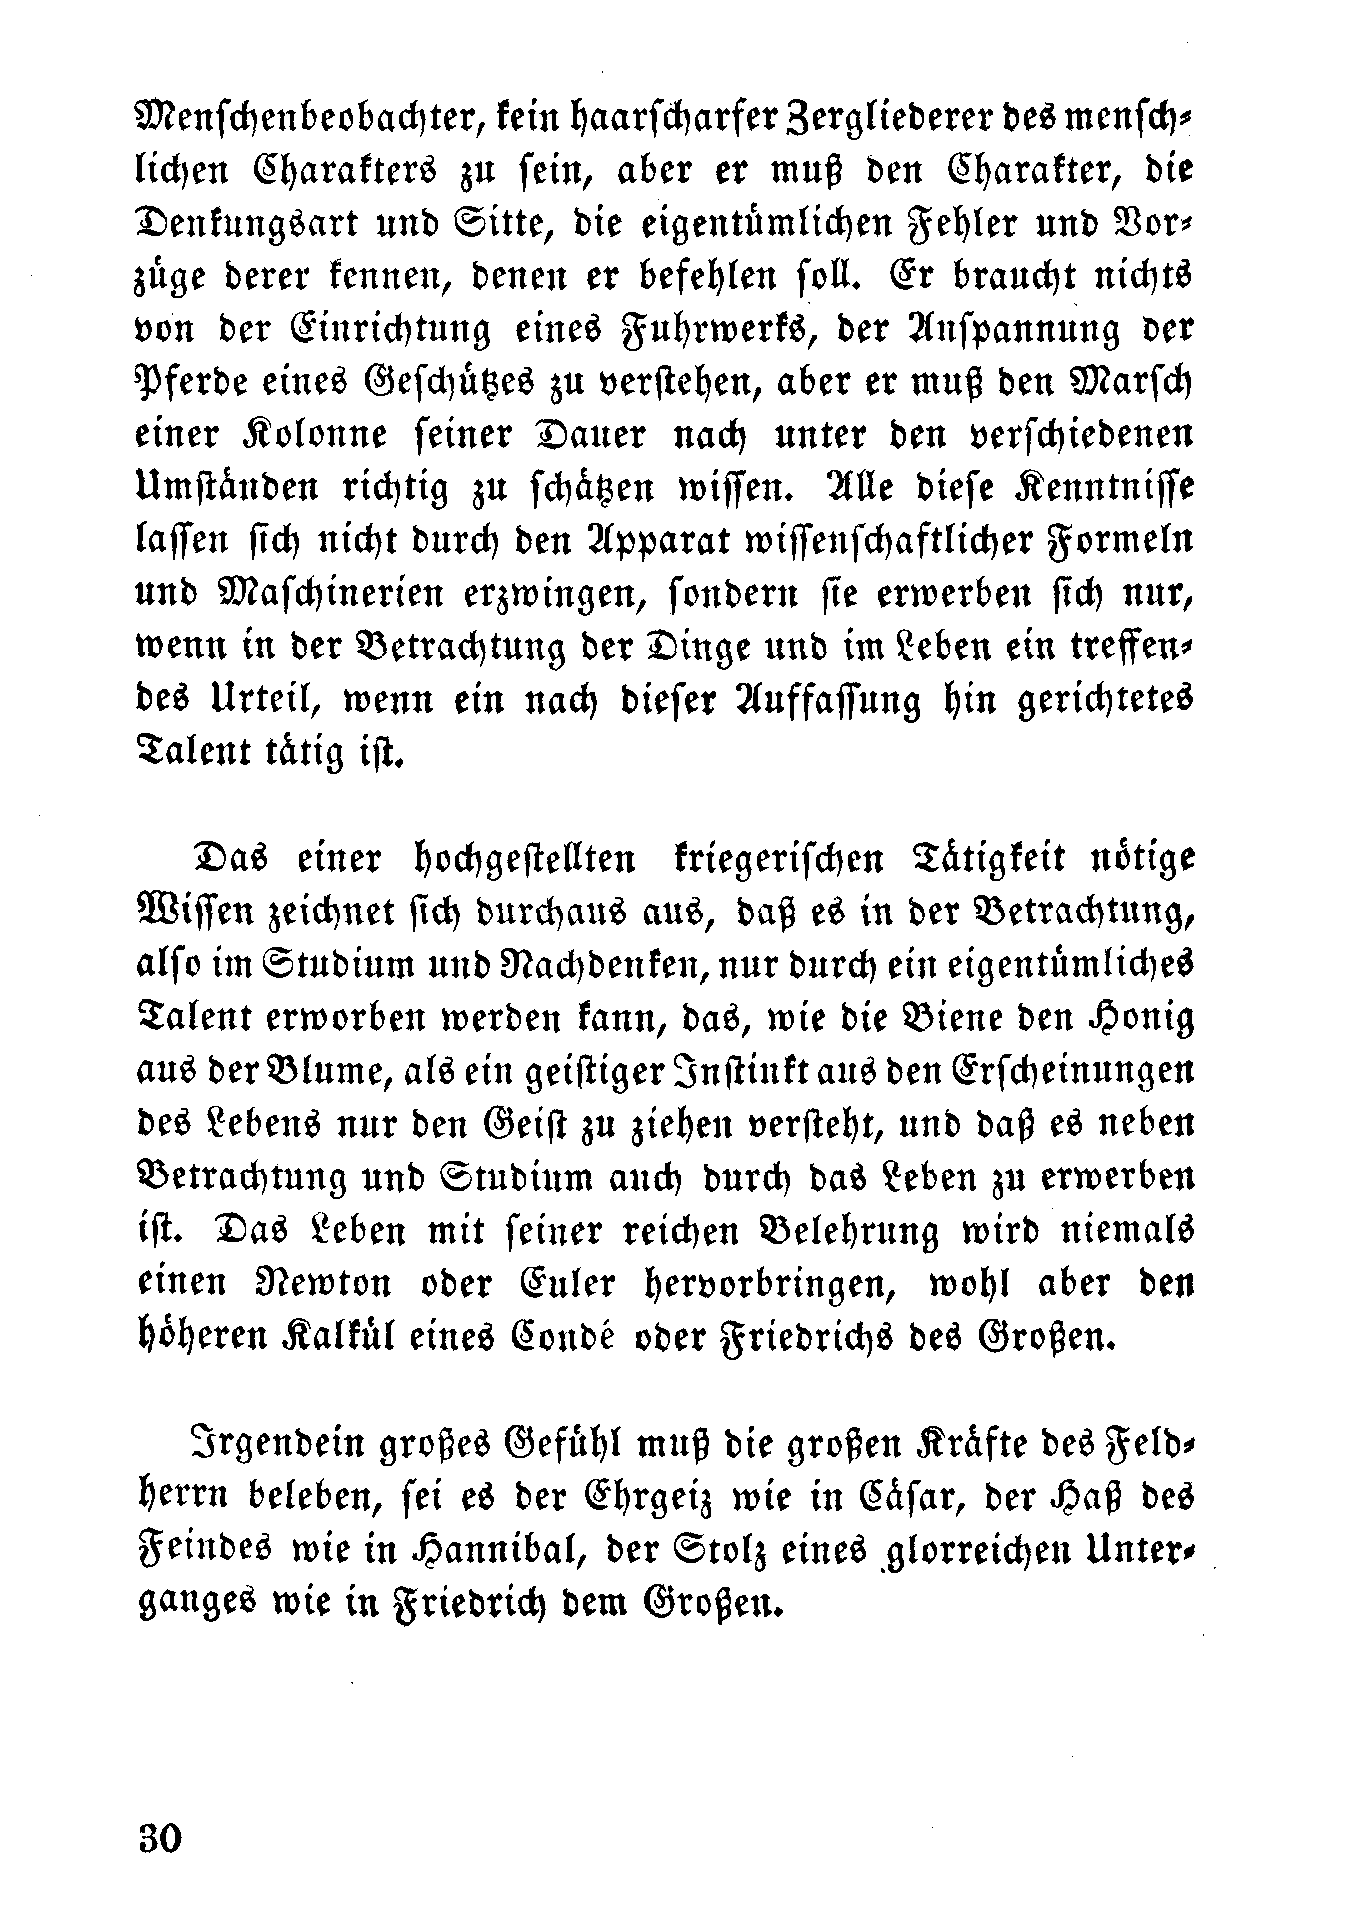 Menschenbeobachter, kein haarscharfer Zergliederer des mensch-
lichen Charakters zu sein, aber er muß den Charakter, die
Denkungsart und Sitte, die eigentümlichen Fehler und Vor-
züge derer kennen, denen er befehlen soll. Er braucht nichts
von der Einrichtung eines Fuhrwerks, der Anspannung der
Pferde eines Geschützes zu verstehen, aber er muß den Marsch
einer Kolonne seiner Dauer nach unter den verschiedenen
Umständen richtig zu schätzen wissen. Alle diese Kenntnisse
lassen sich nicht durch den Apparat wissenschaftlicher Formeln
und Maschinerien erzwingen, sondern sie erwerben sich nur,
wenn in der Betrachtung der Dinge und im Leben ein treffen-
des Urteil, wenn ein nach dieser Auffassung hin gerichtetes
Talent tätig ist.
Das einer hochgestellten kriegerischen Tätigkeit nötige
Wissen zeichnet sich durchaus aus, daß es in der Betrachtung,
also im Studium und Nachdenken, nur durch ein eigentümliches
Talent erworben werden kann, das, wie die Biene den Honig
aus der Blume, als ein geistiger Instinkt aus den Erscheinungen
des Lebens nur den Geist zu ziehen versteht, und daß es neben
Betrachtung und Studium auch durch das Leben zu erwerben
ist. Das Leben mit seiner reichen Belehrung wird niemals
einen Newton oder Euler hervorbringen, wohl aber den
höheren Kalkül eines Condé oder Friedrichs des Großen.
Irgendein großes Gefühl muß die großen Kräfte des Feld-
herrn beleben, sei es der Ehrgeiz wie in Cäsar, der Haß des
Feindes wie in Hannibal, der Stolz eines glorreichen Unter-
ganges wie in Friedrich dem Großen.
30